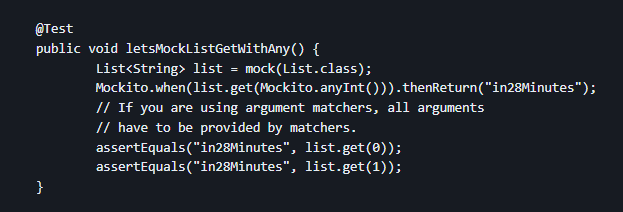 @Test
public void letsMockListGetWithAny() {
List<String> list = mock(List.class);
Mockito.when(list.get(Mockito.anyInt())).thenReturn("in28Minutes");
// If you are using argument matchers, all arguments
// have to be provided by matchers.
assertEquals("in28Minutes", list.get(0));
assertEquals("in28Minutes", list.get(1));
}